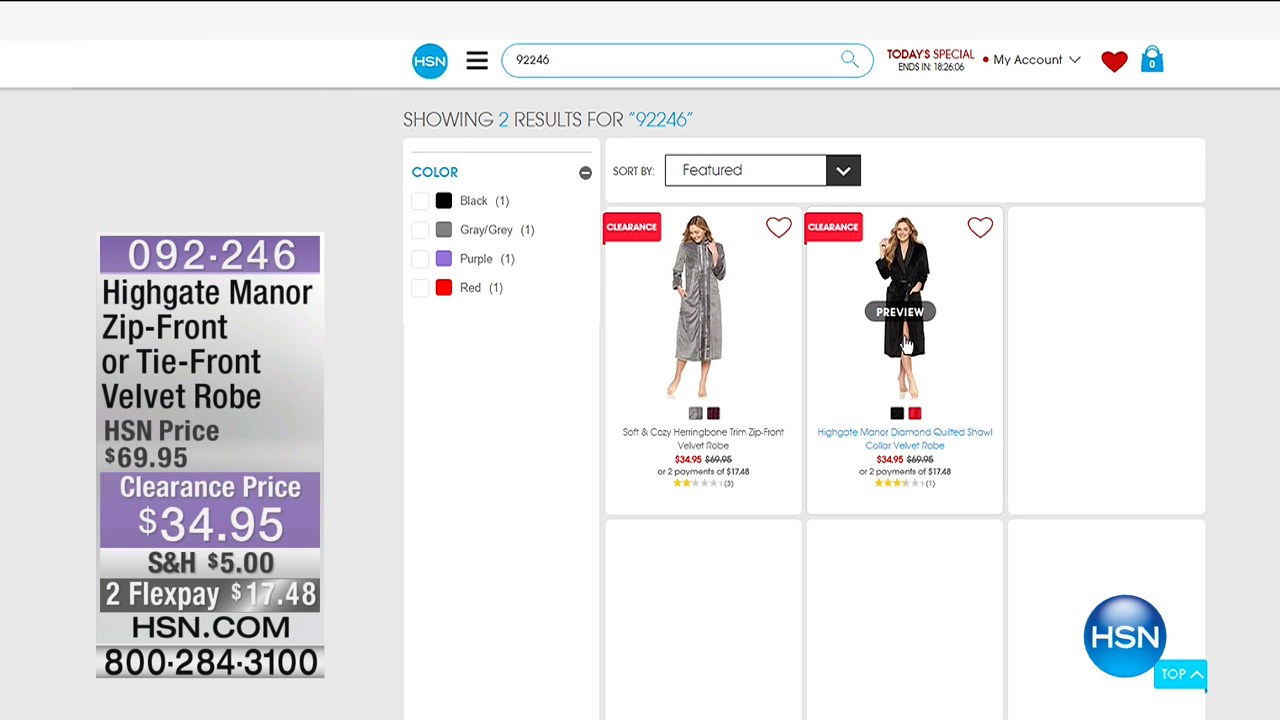 HSN
92246
TODAY'S SPECIAL
ENDS IN: 18:26:06
My Account
0
SHOWING 2 RESULTS FOR "92246"
COLOR
Black (1)
Gray/Grey (1)
Purple (1)
Red (1)
SORT BY:
Featured
CLEARANCE
Soft & Cozy Herringbone Trim Zip-Front
Velvet Robe
$34.95 $69.95
or 2 payments of $17.48
(3)
CLEARANCE
PREVIEW
Highgate Manor Diamond Quilted Shawl
Collar Velvet Robe
$34.95 $69.95
or 2 payments of $17.48
(1)
092-246
Highgate Manor
Zip-Front
or Tie-Front
Velvet Robe
HSN Price
$69.95
Clearance Price
$34.95
S&H $5.00
2 Flexpay $17.48
HSN.COM
800-284-3100
HSN
TOP